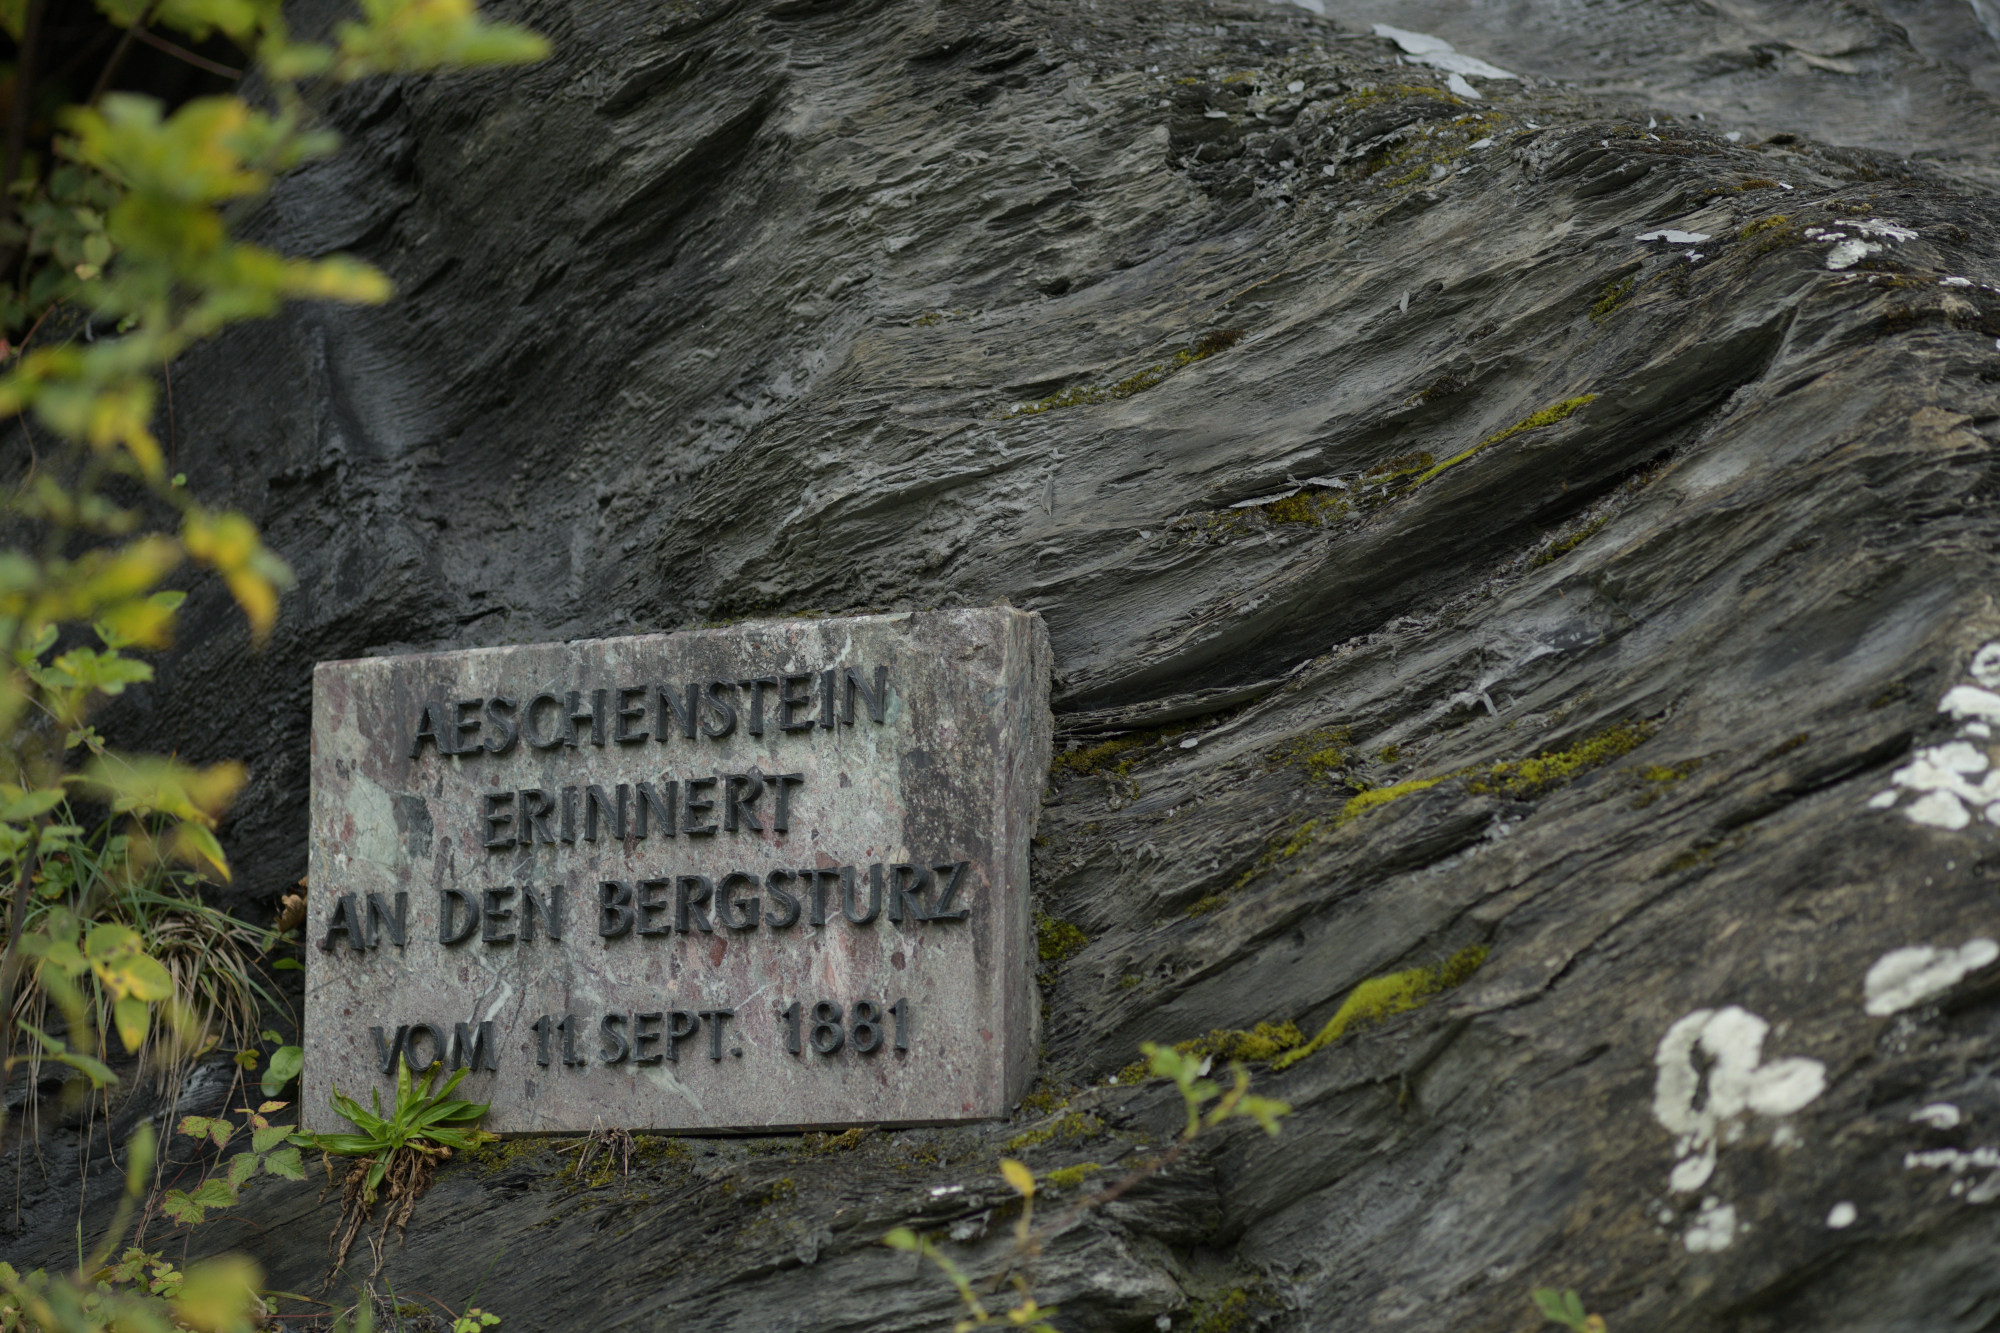 AESCHENSTEIN
ERINNERT
AN DEN BERGSTURZ
VOM 11. SEPT. 1881